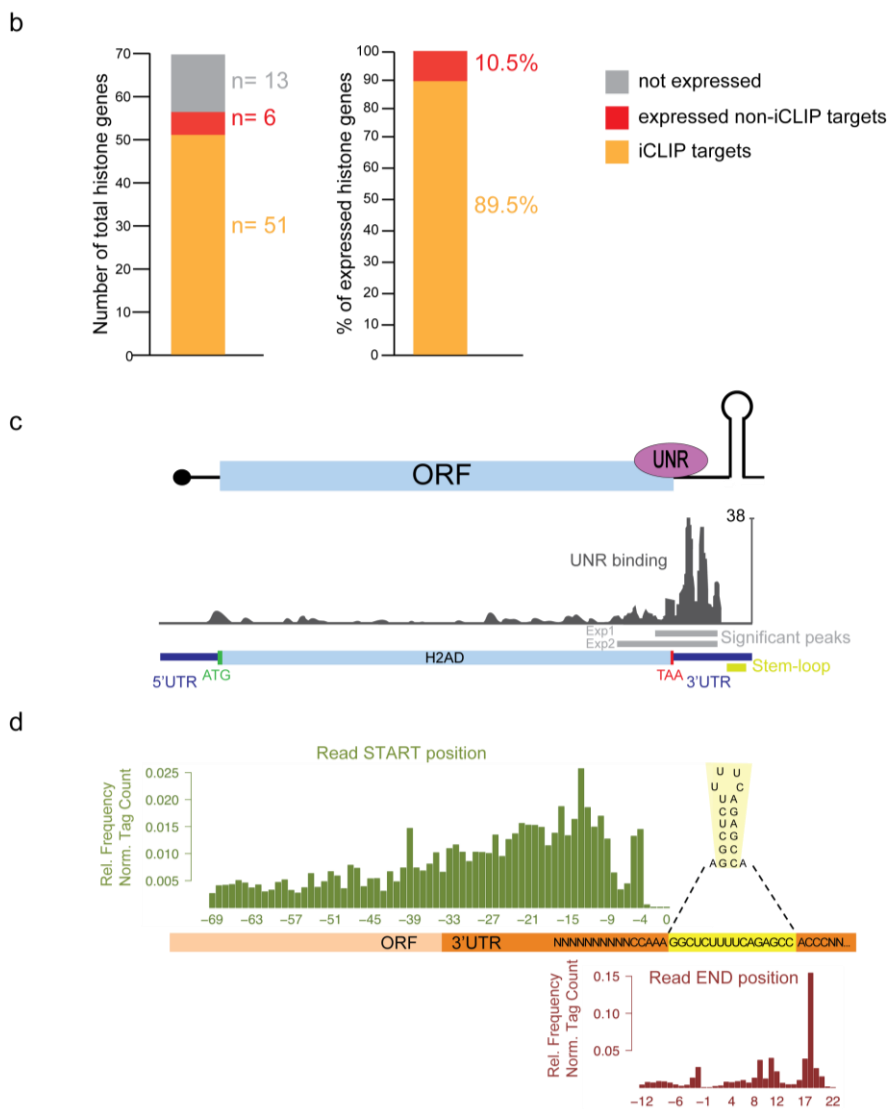 b
Number of total histone genes
70
60
50
40
30
20
10
0
n= 13
n= 6
n= 51
% of expressed histone genes
100
90
80
70
60
50
40
30
20
10
0
10.5%
89.5%
not expressed
expressed non-iCLIP targets
iCLIP targets
c
ORF
UNR
38
UNR binding
Exp1
Exp2
Significant peaks
H2AD
5'UTR
ATG
TAA
3'UTR
Stem-loop
d
Read START position
Rel. Frequency
Norm. Tag Count
0.025
0.020
0.015
0.010
0.005
−69 −63 −57 −51 −45 −39 −33 −27 −21 −15 −9 −4 0
U U
U C
U A
C G
U A
C G
G C
A G C A
ORF 3'UTR NNNNNNNNNNCCAAA GGCUCUUUUCAGAGCC ACCCNN...
Read END position
Rel. Frequency
Norm. Tag Count
0.15
0.10
0.05
−12 −6 −1 4 8 12 17 22